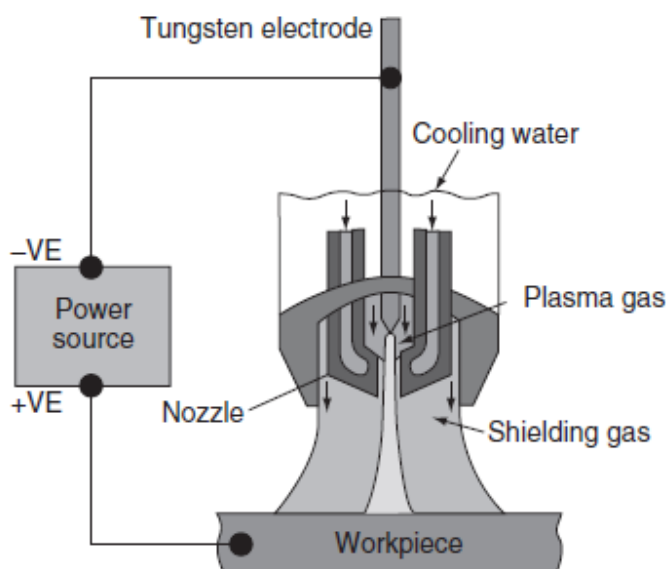 Tungsten electrode
Cooling water
–VE
Power
source
Plasma gas
+VE
Nozzle
Shielding gas
Workpiece